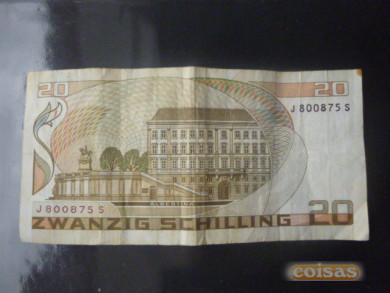 20 20
J 800875 S
ALBERTINA
J 800875 S
ZWANZIG SCHILLING 20
coisas